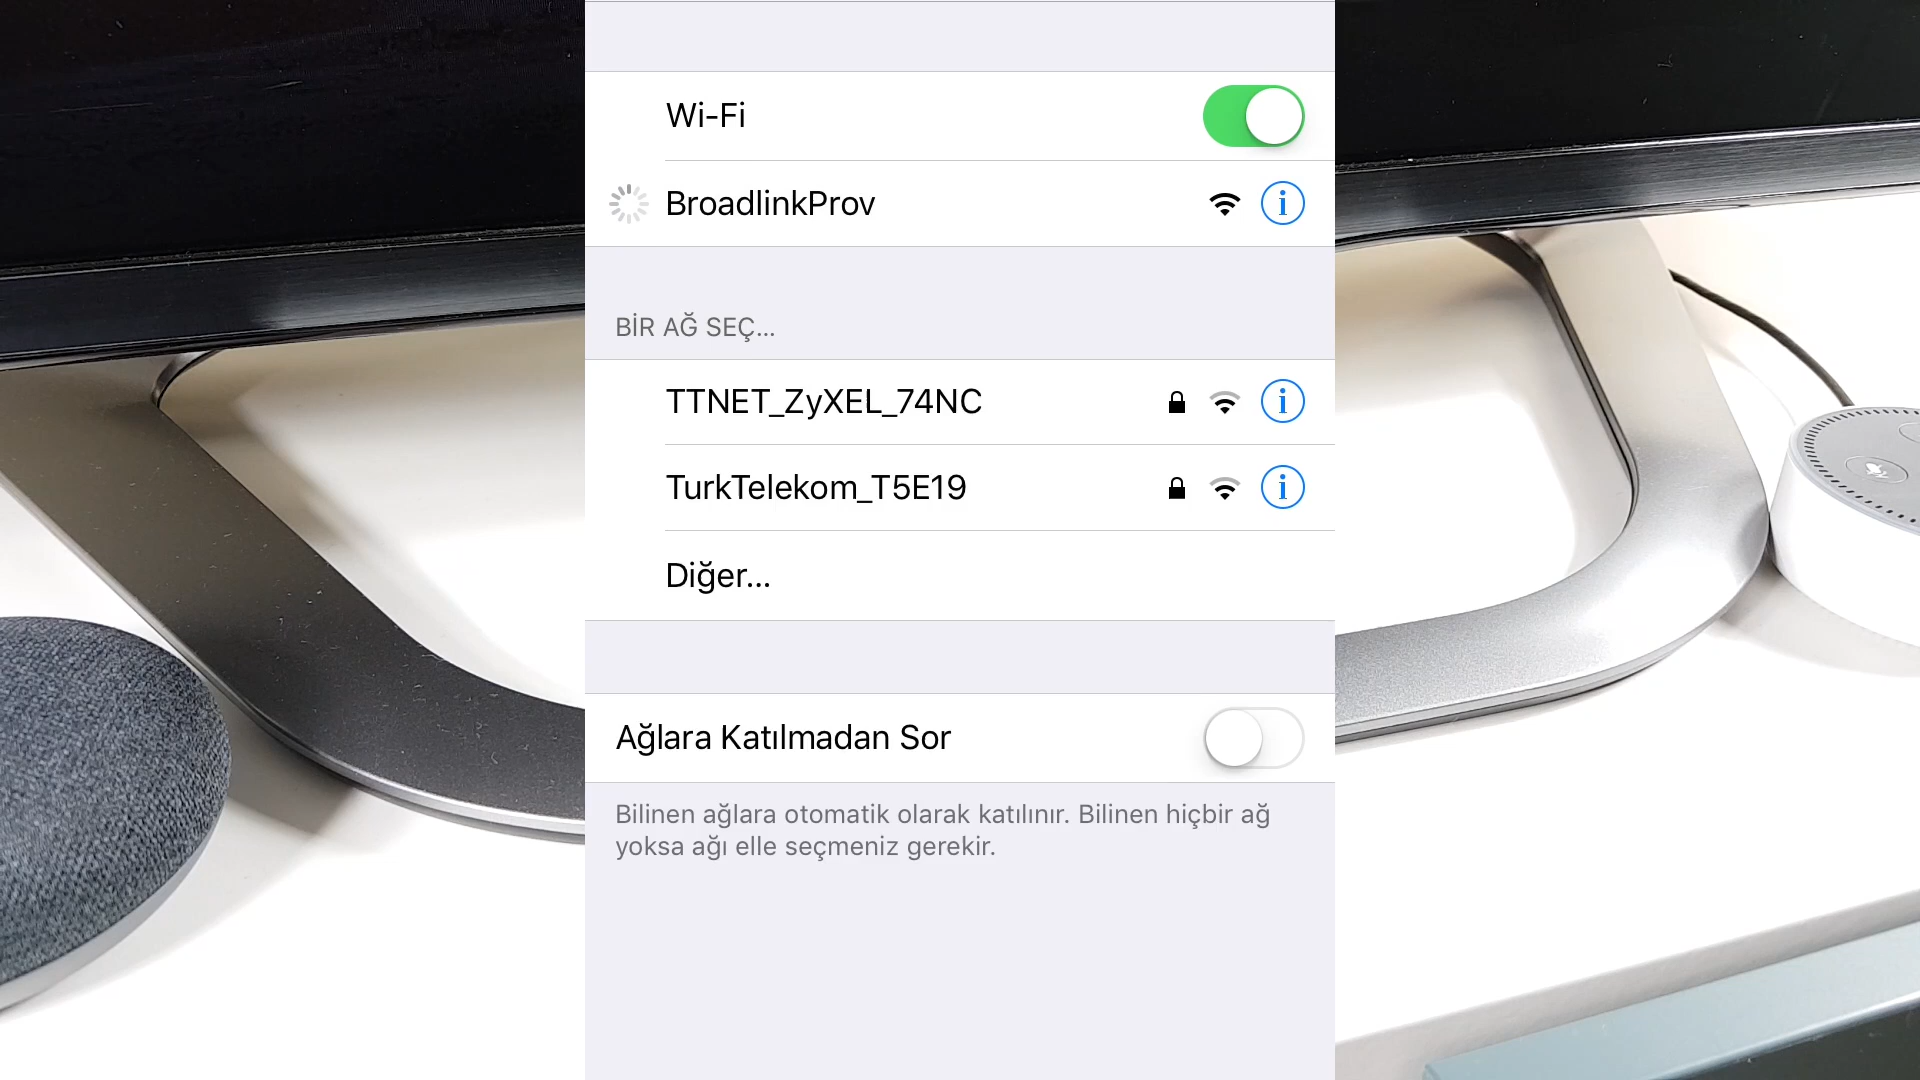 Wi-Fi
BroadlinkProv
BİR AĞ SEÇ...
TTNET_ZyXEL_74NC
TurkTelekom_T5E19
Diğer...
Ağlara Katılmadan Sor
Bilinen ağlara otomatik olarak katılınır. Bilinen hiçbir ağ
yoksa ağı elle seçmeniz gerekir.